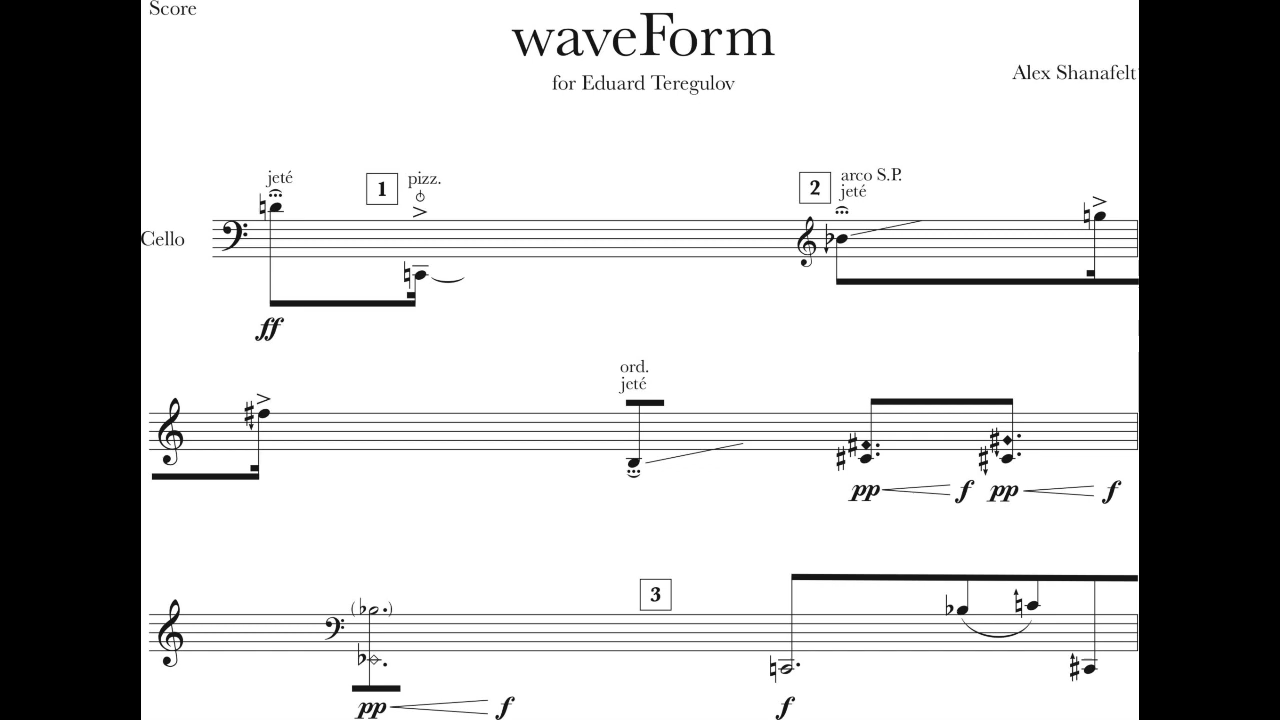 Score
waveForm
for Eduard Teregulov
Alex Shanafelt
jeté
1
pizz.
2
arco S.P.
jeté
Cello
ff
ord.
jeté
pp f pp f
3
pp f f